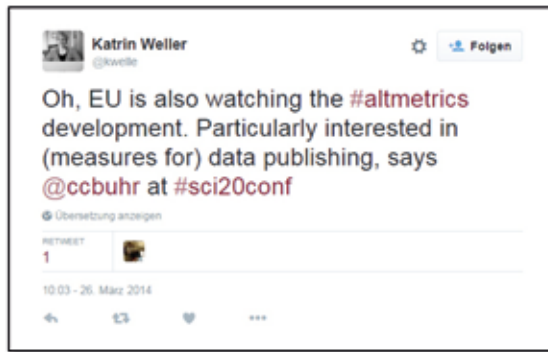 Katrin Weller
@kwelle
Folgen
Oh, EU is also watching the #altmetrics
development. Particularly interested in
(measures for) data publishing, says
@ccbuhr at #sci20conf
Übersetzung anzeigen
RETWEET
1
10:03 - 26. März 2014